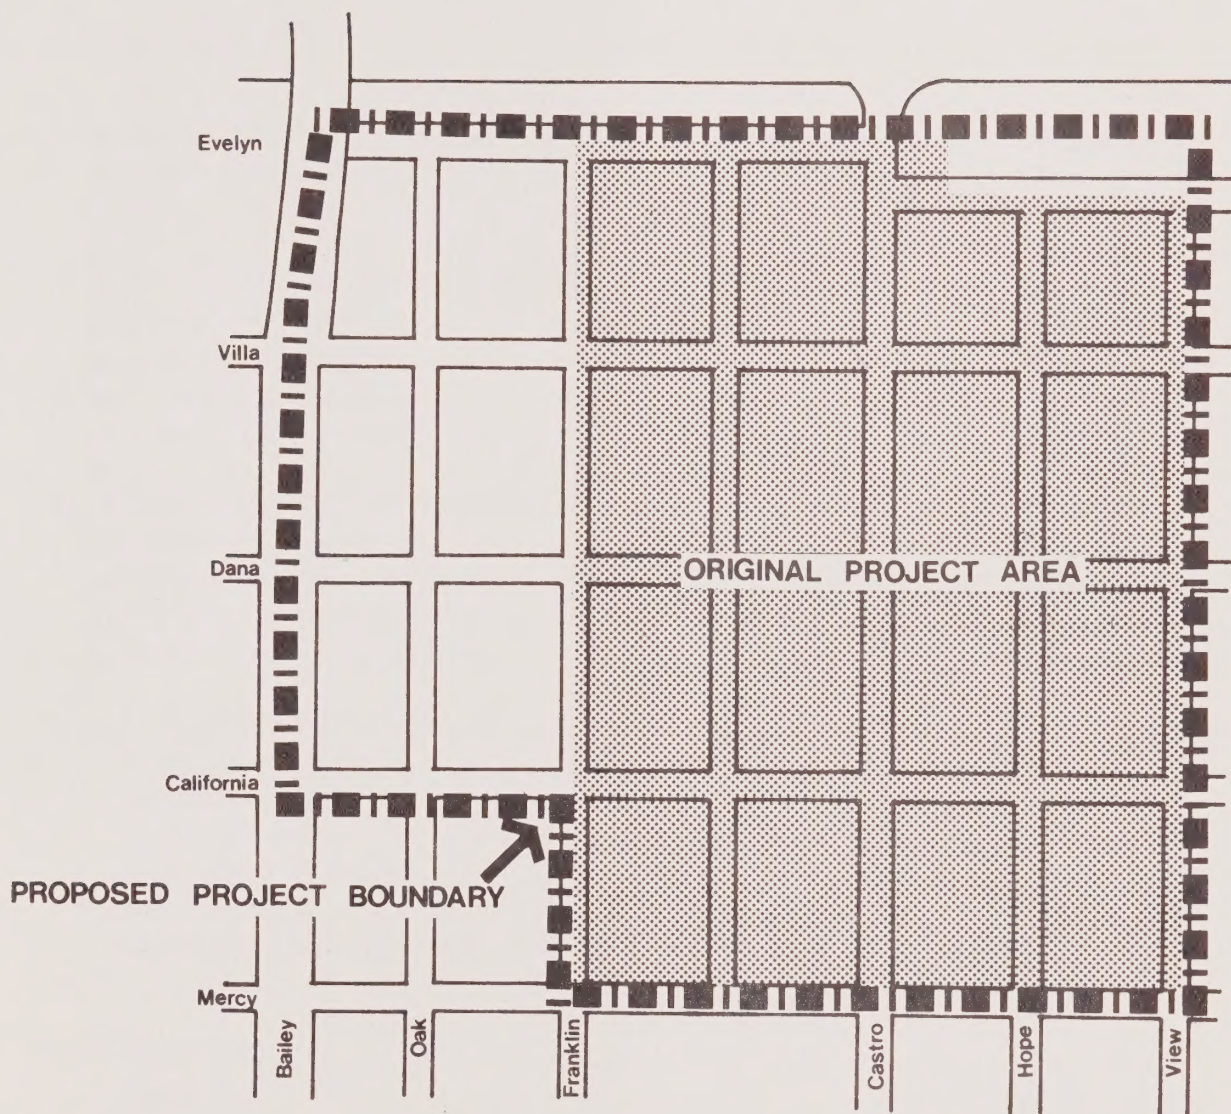 Evelyn
Villa
Dana
ORIGINAL PROJECT AREA
California
PROPOSED PROJECT BOUNDARY
Mercy
Bailey
Oak
Franklin
Castro
Hope
View